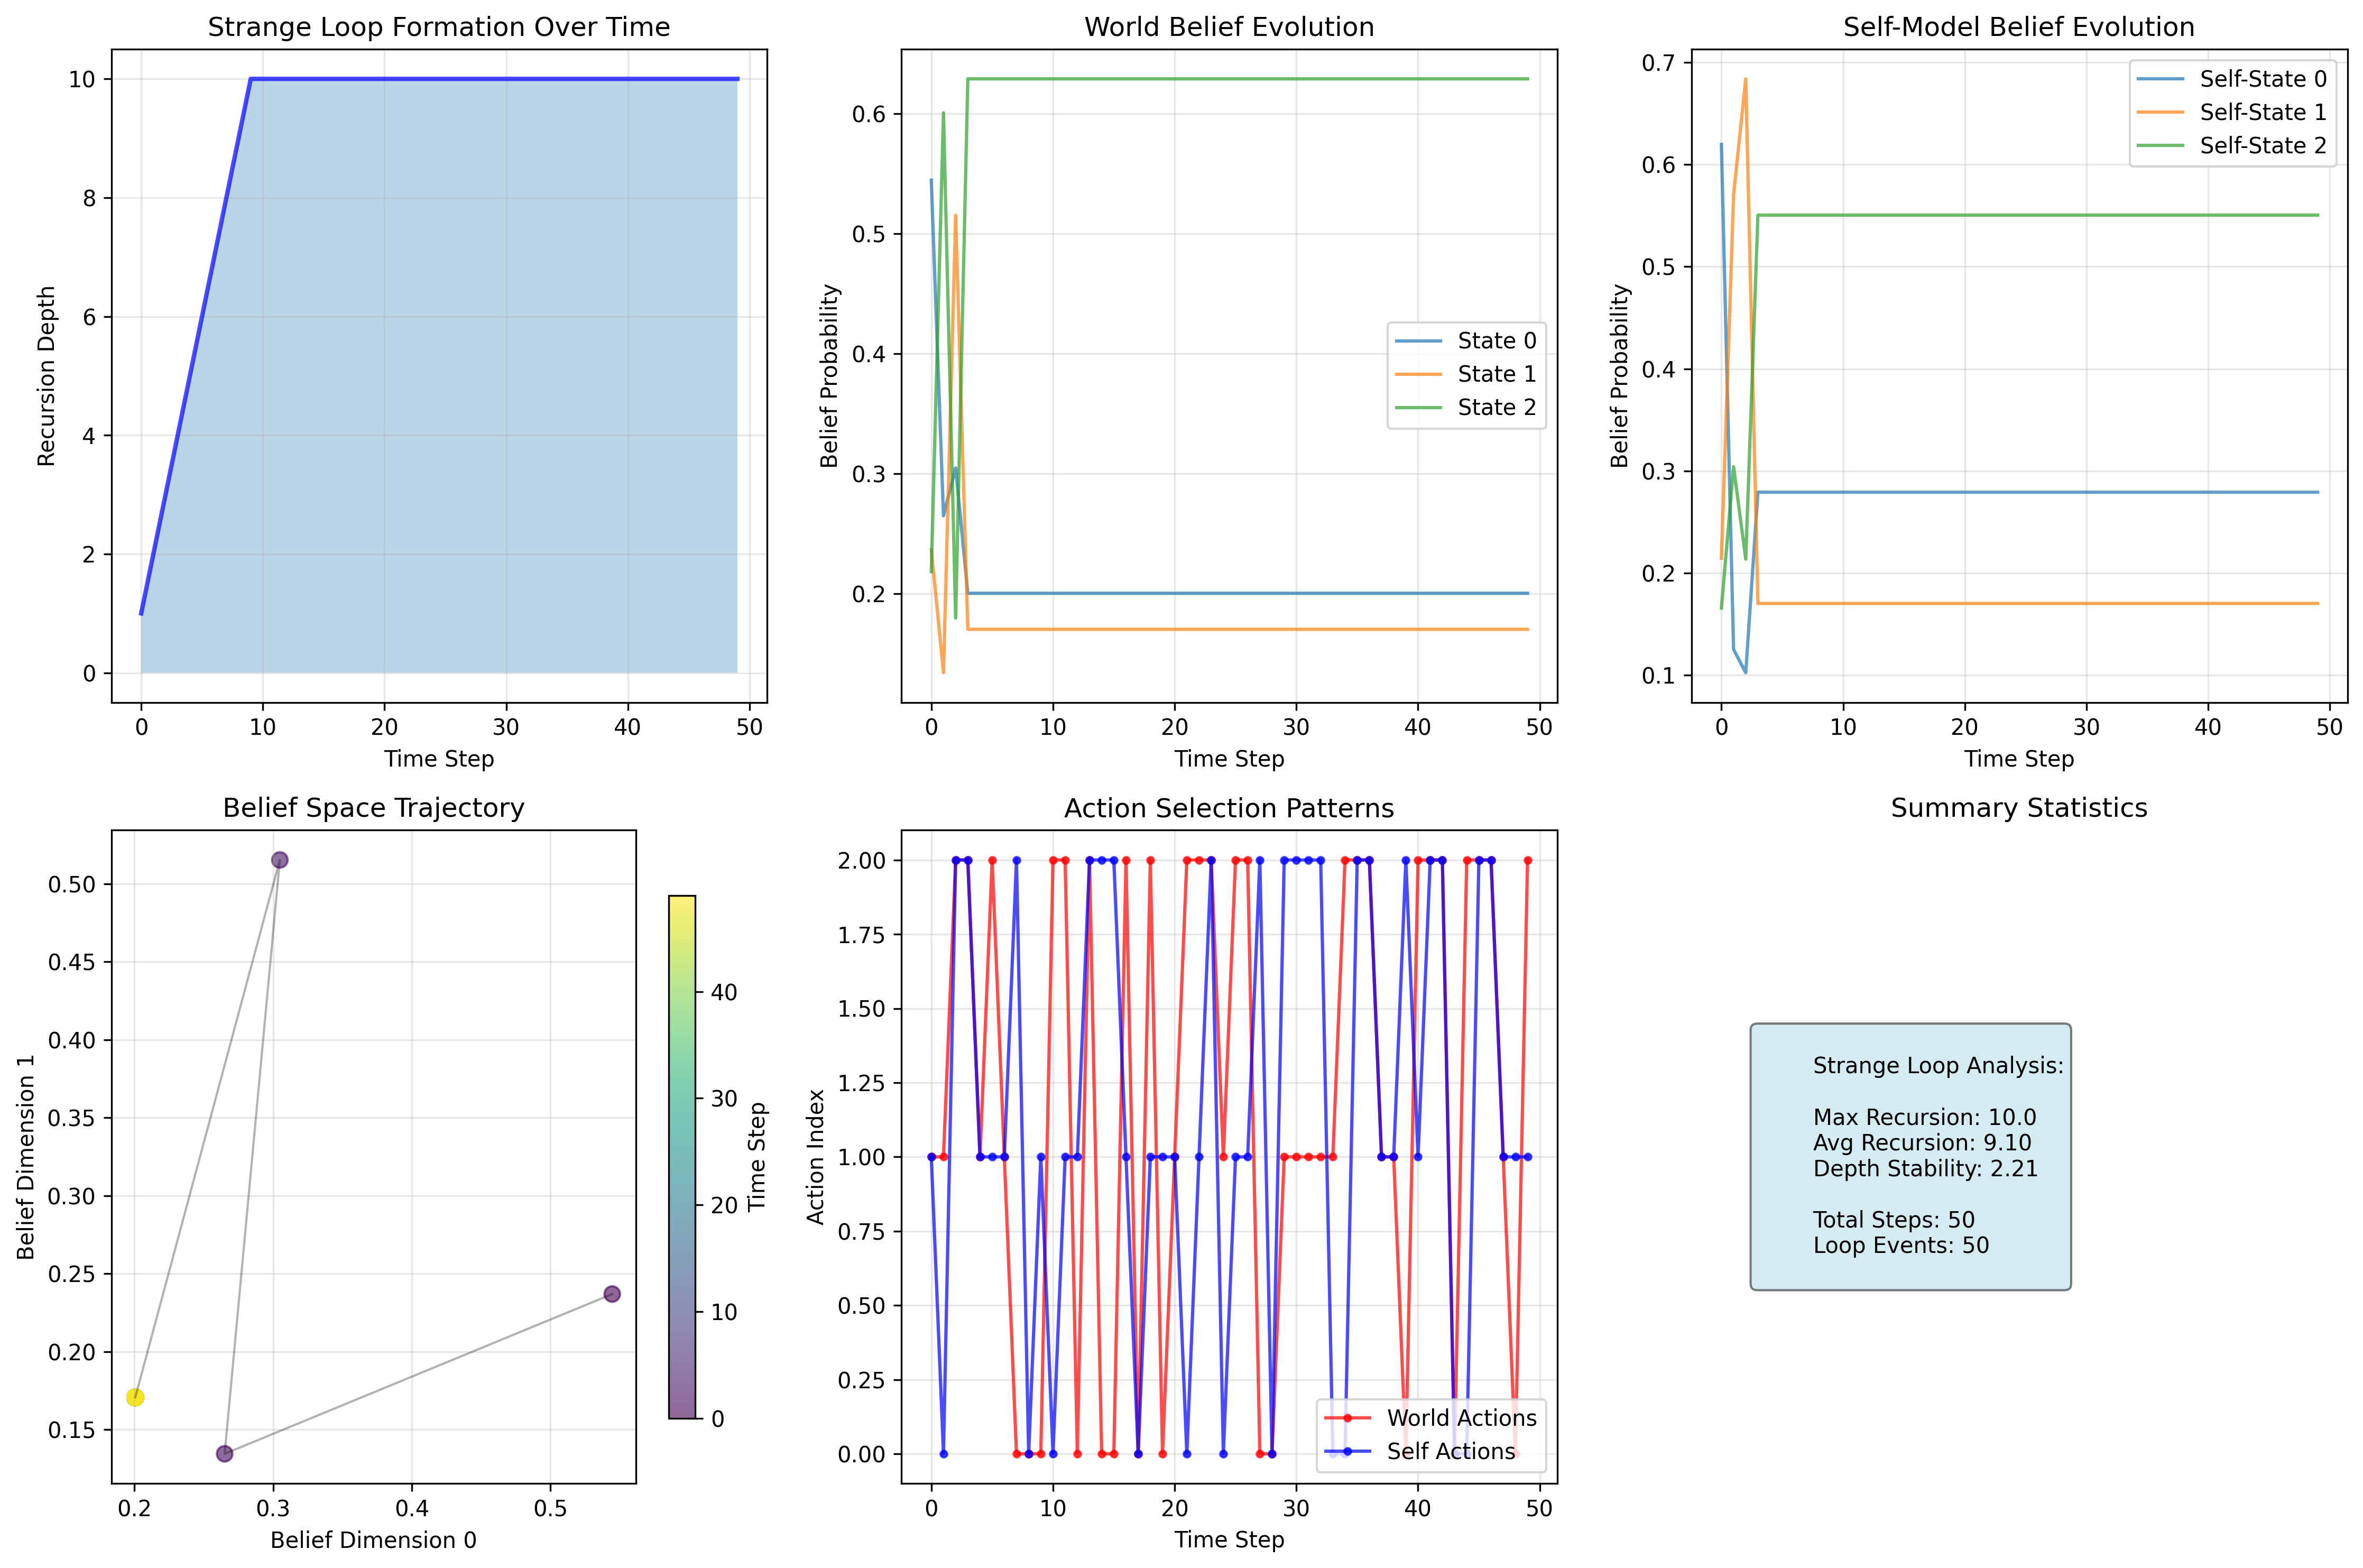 Strange Loop Formation Over Time
Recursion Depth
10
8
6
4
2
0
0 10 20 30 40 50
Time Step
World Belief Evolution
Belief Probability
0.6
0.5
0.4
0.3
0.2
State 0
State 1
State 2
0 10 20 30 40 50
Time Step
Self-Model Belief Evolution
Belief Probability
0.7
0.6
0.5
0.4
0.3
0.2
0.1
Self-State 0
Self-State 1
Self-State 2
0 10 20 30 40 50
Time Step
Belief Space Trajectory
Belief Dimension 1
0.50
0.45
0.40
0.35
0.30
0.25
0.20
0.15
0.2 0.3 0.4 0.5
Belief Dimension 0
40
30
20
10
0
Time Step
Action Selection Patterns
Action Index
2.00
1.75
1.50
1.25
1.00
0.75
0.50
0.25
0.00
World Actions
Self Actions
0 10 20 30 40 50
Time Step
Summary Statistics
Strange Loop Analysis:
Max Recursion: 10.0
Avg Recursion: 9.10
Depth Stability: 2.21
Total Steps: 50
Loop Events: 50